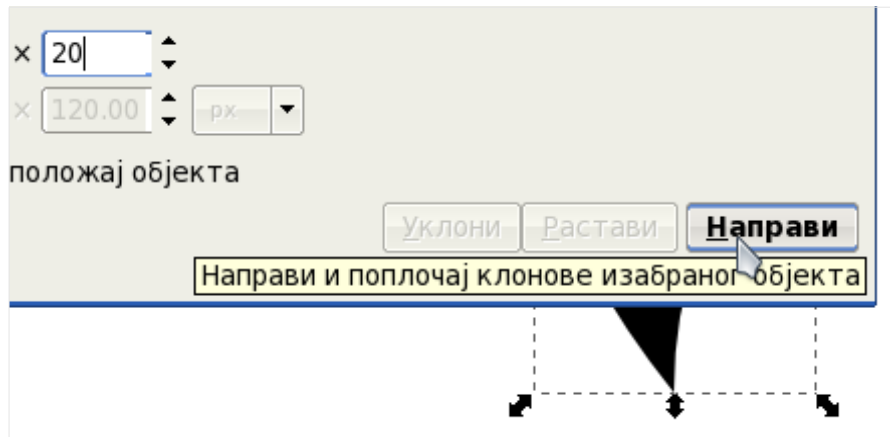 × 20
× 120.00 px
положај објекта
Уклони Растави Направи
Направи и поплочај клонове изабраног објекта